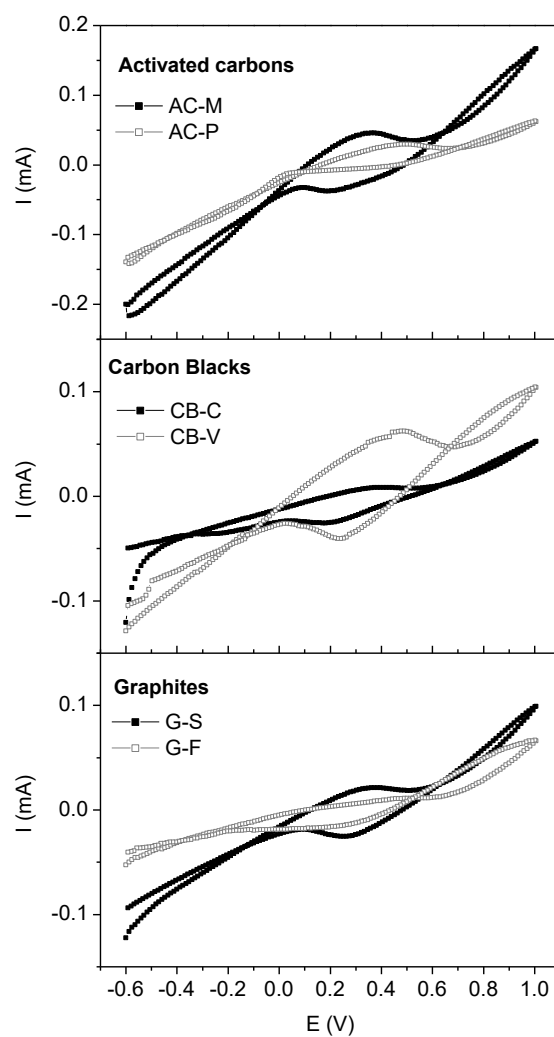 0.2
Activated carbons
AC-M
AC-P
0.1
0.0
-0.1
-0.2
I (mA)
Carbon Blacks
CB-C
CB-V
0.1
0.0
-0.1
I (mA)
Graphites
G-S
G-F
0.1
0.0
-0.1
I (mA)
-0.6 -0.4 -0.2 0.0 0.2 0.4 0.6 0.8 1.0
E (V)